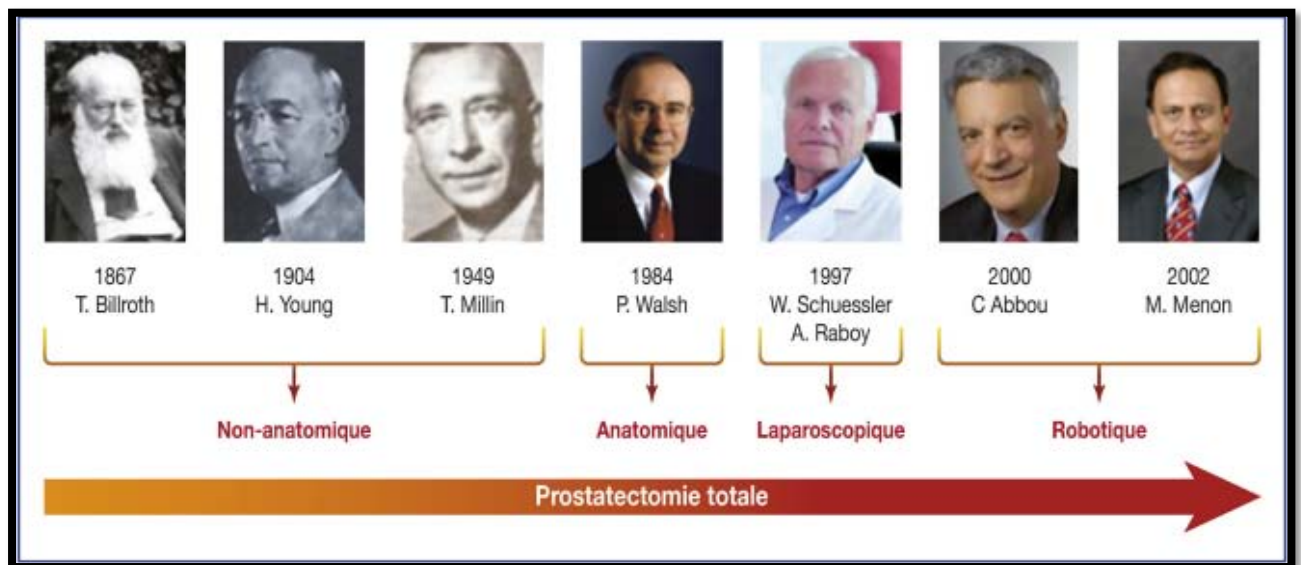 1867
T. Billroth
1904
H. Young
1949
T. Millin
1984
P. Walsh
1997
W. Schuessler
A. Raboy
2000
C Abbou
2002
M. Menon
Non-anatomique
Anatomique
Laparoscopique
Robotique
Prostatectomie totale